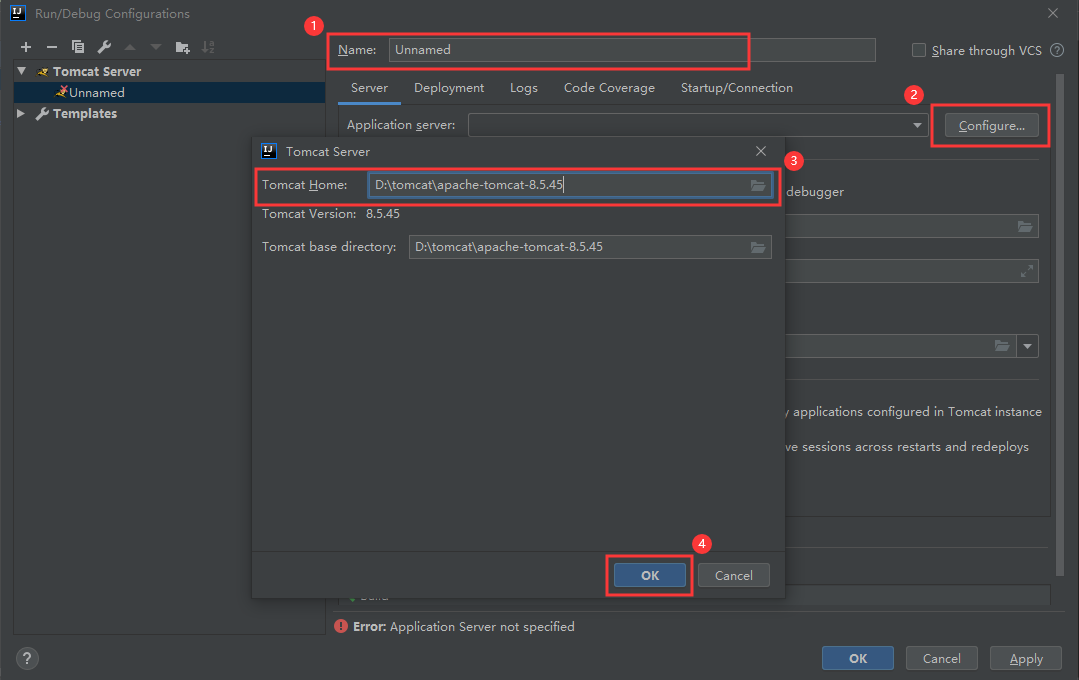 Run/Debug Configurations
1
Name: Unnamed
Share through VCS ?
Tomcat Server
Unnamed
Templates
Server Deployment Logs Code Coverage Startup/Connection
2
Application server: Configure...
Tomcat Server
3
Tomcat Home: D:\tomcat\apache-tomcat-8.5.45
debugger
Tomcat Version: 8.5.45
Tomcat base directory: D:\tomcat\apache-tomcat-8.5.45
applications configured in Tomcat instance
sessions across restarts and redeploys
4
OK Cancel
Error: Application Server not specified
?
OK Cancel Apply